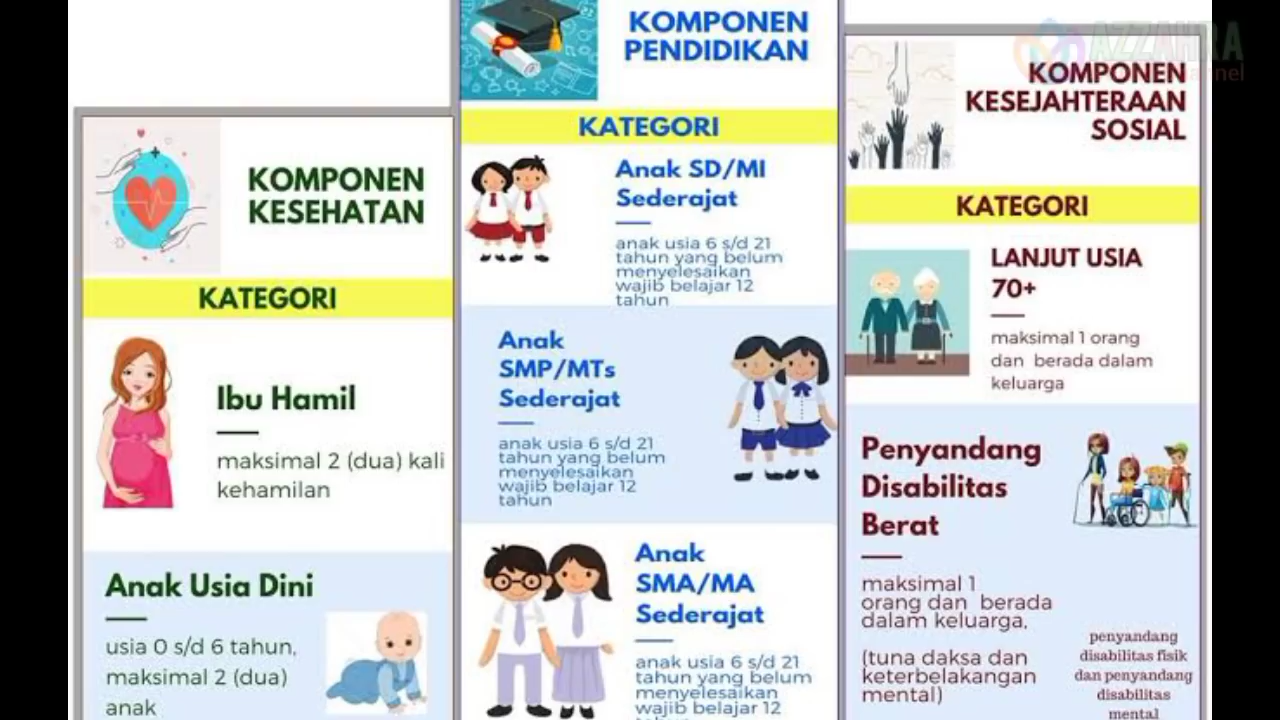 KOMPONEN
KESEHATAN
KATEGORI
Ibu Hamil
maksimal 2 (dua) kali
kehamilan
Anak Usia Dini
usia 0 s/d 6 tahun,
maksimal 2 (dua)
anak
KOMPONEN
PENDIDIKAN
KATEGORI
Anak SD/MI
Sederajat
anak usia 6 s/d 21
tahun yang belum
menyelesaikan
wajib belajar 12
tahun
Anak
SMP/MTs
Sederajat
anak usia 6 s/d 21
tahun yang belum
menyelesaikan
wajib belajar 12
tahun
Anak
SMA/MA
Sederajat
anak usia 6 s/d 21
tahun yang belum
menyelesaikan
wajib belajar 12
tahun
AZZAHRA
KOMPONEN
KESEJAHTERAAN
SOSIAL
KATEGORI
LANJUT USIA
70+
maksimal 1 orang
dan berada dalam
keluarga
Penyandang
Disabilitas
Berat
maksimal 1
orang dan berada
dalam keluarga,
(tuna daksa dan
keterbelakangan
mental)
penyandang
disabilitas fisik
dan penyandang
disabilitas
mental